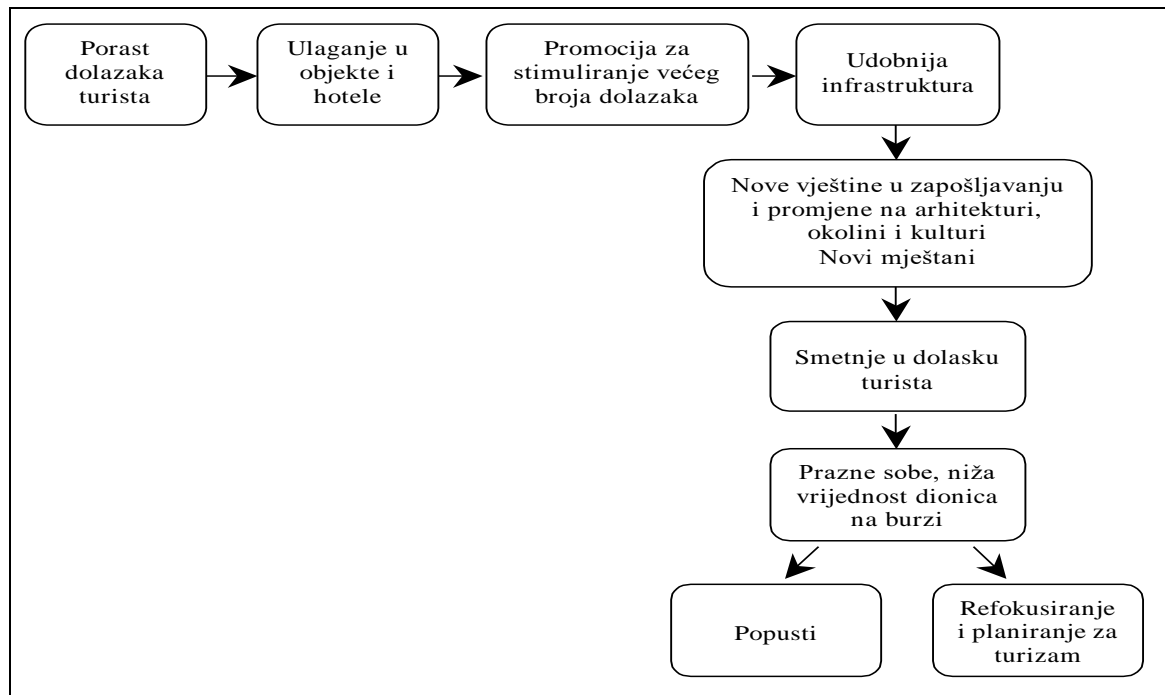 Porast
dolazaka
turista
Ulaganje u
objekte i
hotele
Promocija za
stimuliranje većeg
broja dolazaka
Udobnija
infrastruktura
Nove vještine u zapošljavanju
i promjene na arhitekturi,
okolini i kulturi
Novi mještani
Smetnje u dolasku
turista
Prazne sobe, niža
vrijednost dionica
na burzi
Popusti
Refokusiranje
i planiranje za
turizam